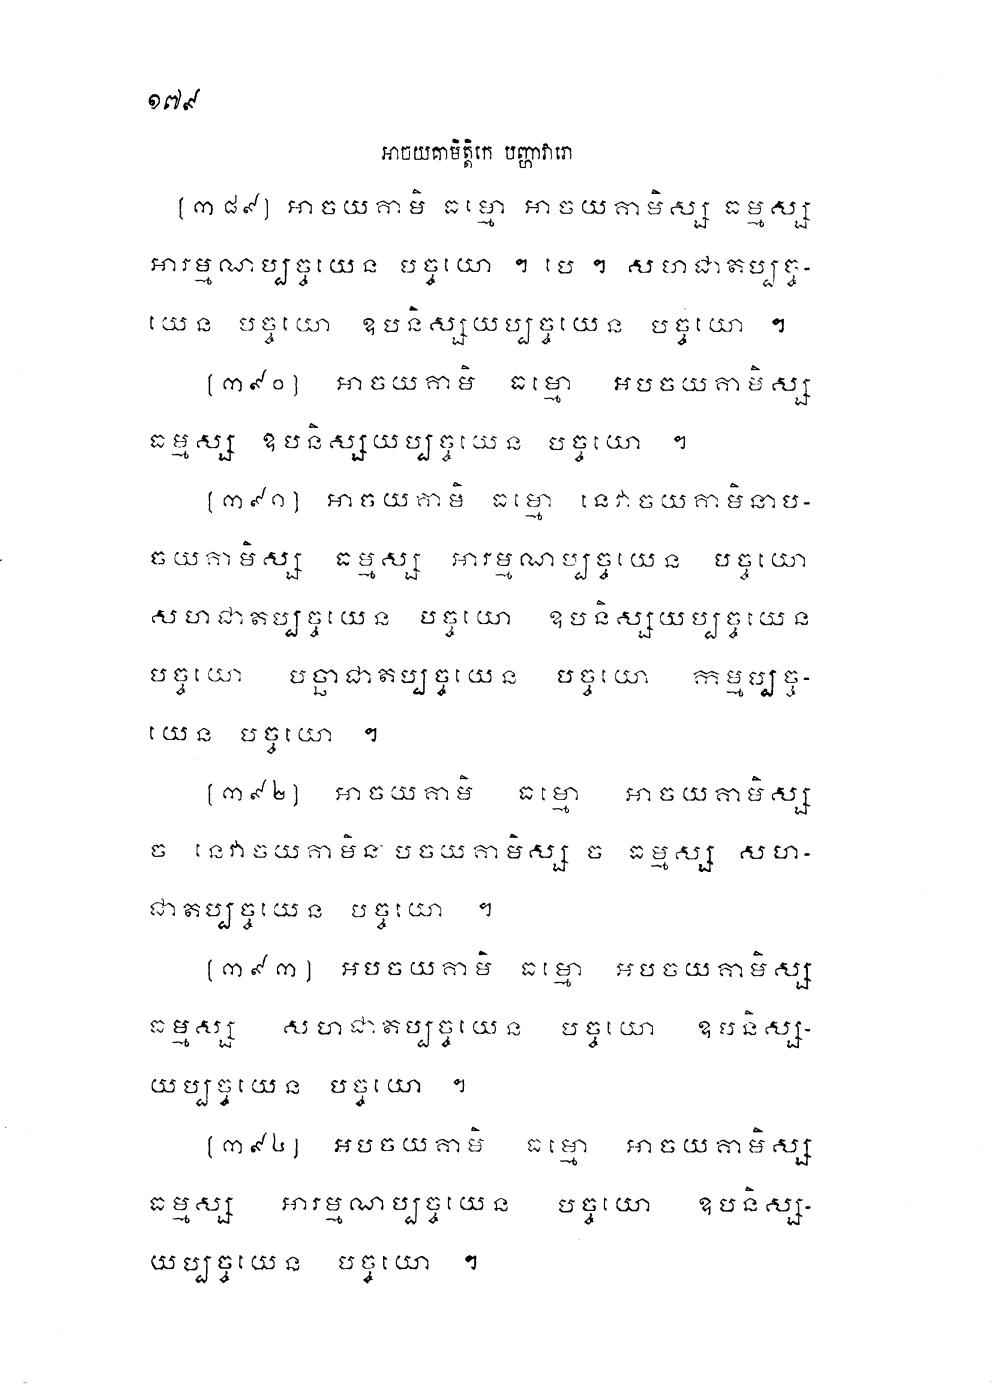 ១៧៩
អាចយគាមិត្តិកេ បញ្ហាវារោ
[៣៨៩] អាចយគាមិ ធម្មោ អាចយគាមិស្ស ធម្មស្ស
អារម្មណប្បច្ចយេន បច្ចយោ ។ បេ ។ សហជាតប្បច្ច-
យេន បច្ចយោ ឧបនិស្សយប្បច្ចយេន បច្ចយោ ។
[៣៩០] អាចយគាមិ ធម្មោ អបចយគាមិស្ស
ធម្មស្ស ឧបនិស្សយប្បច្ចយេន បច្ចយោ ។
[៣៩១] អាចយគាមិ ធម្មោ នេវាចយគាមិនាប-
ចយគាមិស្ស ធម្មស្ស អារម្មណប្បច្ចយេន បច្ចយោ
សហជាតប្បច្ចយេន បច្ចយោ ឧបនិស្សយប្បច្ចយេន
បច្ចយោ បច្ឆាជាតប្បច្ចយេន បច្ចយោ កម្មប្បច្ច-
យេន បច្ចយោ ។
[៣៩២] អាចយគាមិ ធម្មោ អាចយគាមិស្ស
ច នេវាចយគាមិនាបចយគាមិស្ស ច ធម្មស្ស សហ-
ជាតប្បច្ចយេន បច្ចយោ ។
[៣៩៣] អបចយគាមិ ធម្មោ អបចយគាមិស្ស
ធម្មស្ស សហជាតប្បច្ចយេន បច្ចយោ ឧបនិស្ស-
យប្បច្ចយេន បច្ចយោ ។
[៣៩៤] អបចយគាមិ ធម្មោ អាចយគាមិស្ស
ធម្មស្ស អារម្មណប្បច្ចយេន បច្ចយោ ឧបនិស្ស-
យប្បច្ចយេន បច្ចយោ ។